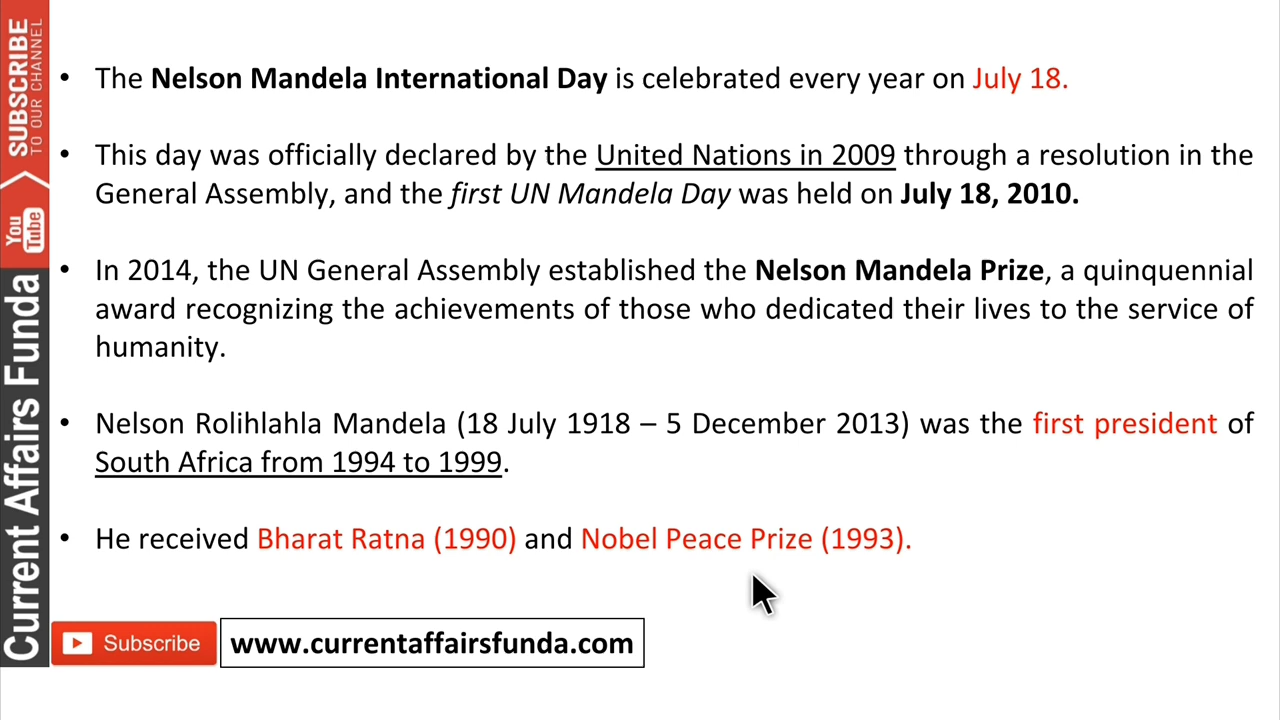 SUBSCRIBE
TO OUR CHANNEL
You
Tube
Current Affairs Funda
• The Nelson Mandela International Day is celebrated every year on July 18.
• This day was officially declared by the United Nations in 2009 through a resolution in the
General Assembly, and the first UN Mandela Day was held on July 18, 2010.
• In 2014, the UN General Assembly established the Nelson Mandela Prize, a quinquennial
award recognizing the achievements of those who dedicated their lives to the service of
humanity.
• Nelson Rolihlahla Mandela (18 July 1918 – 5 December 2013) was the first president of
South Africa from 1994 to 1999.
• He received Bharat Ratna (1990) and Nobel Peace Prize (1993).
Subscribe
www.currentaffairsfunda.com